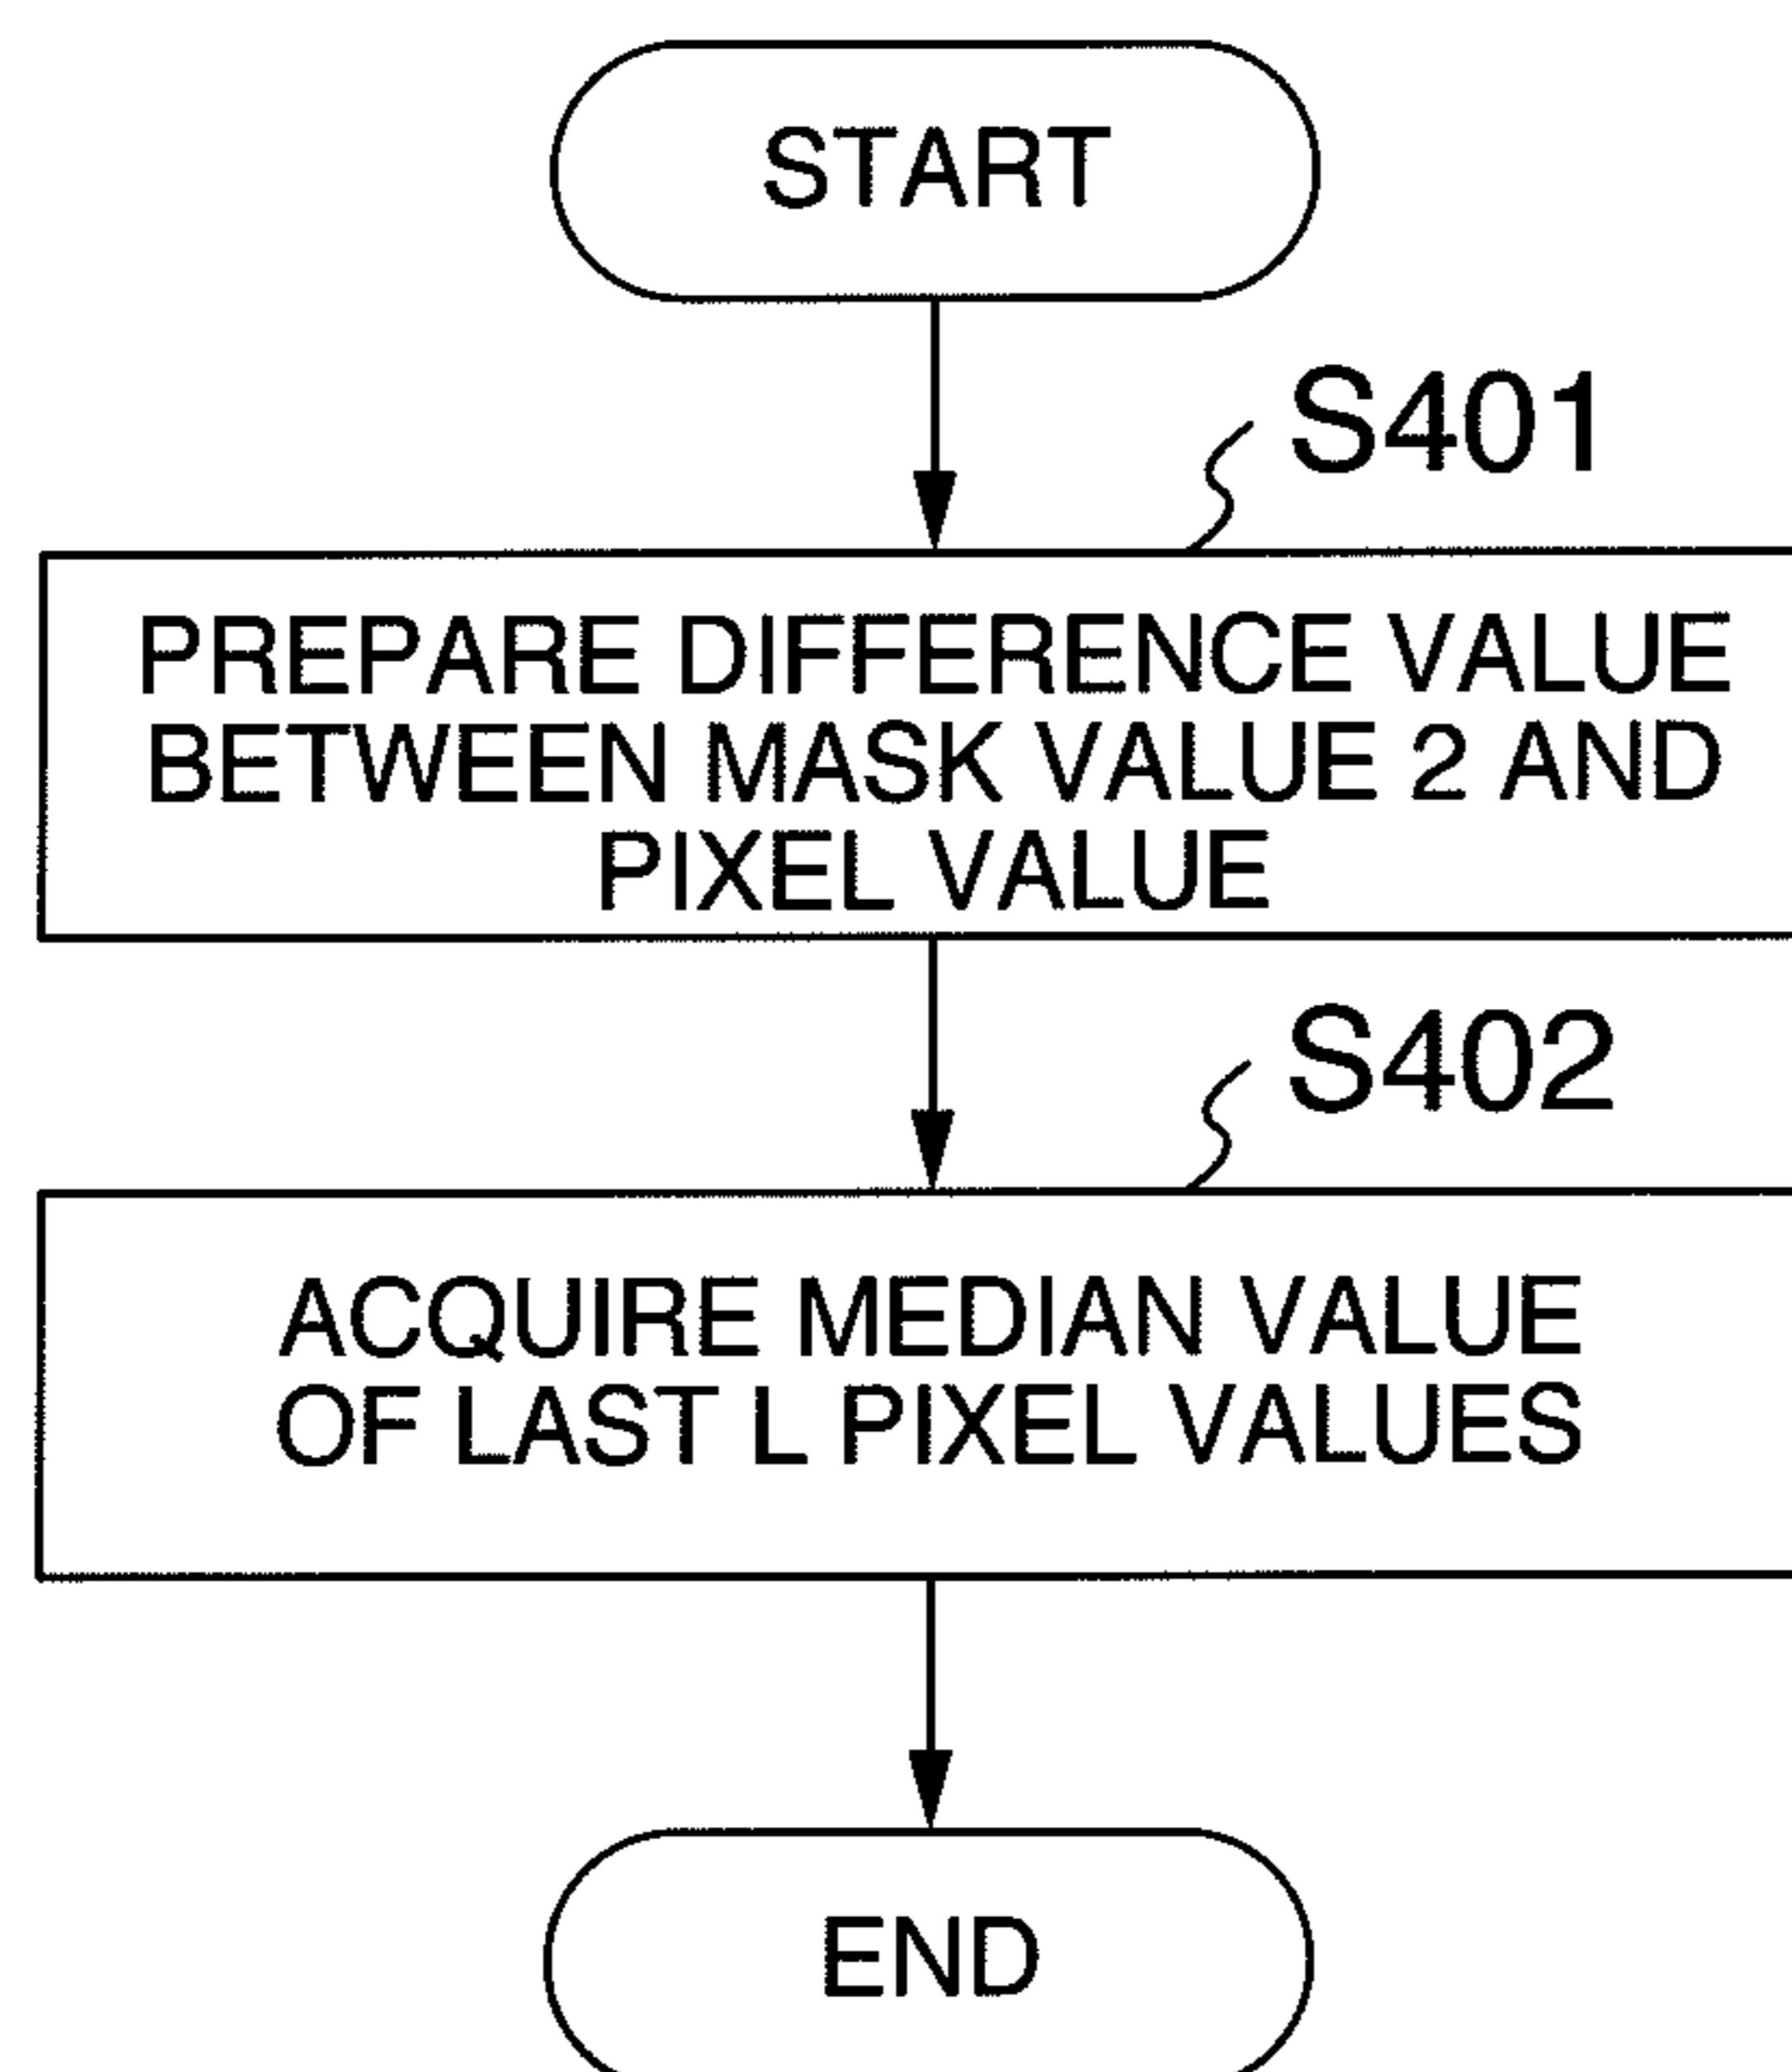 START
S401
PREPARE DIFFERENCE VALUE
BETWEEN MASK VALUE 2 AND
PIXEL VALUE
S402
ACQUIRE MEDIAN VALUE
OF LAST L PIXEL VALUES
END